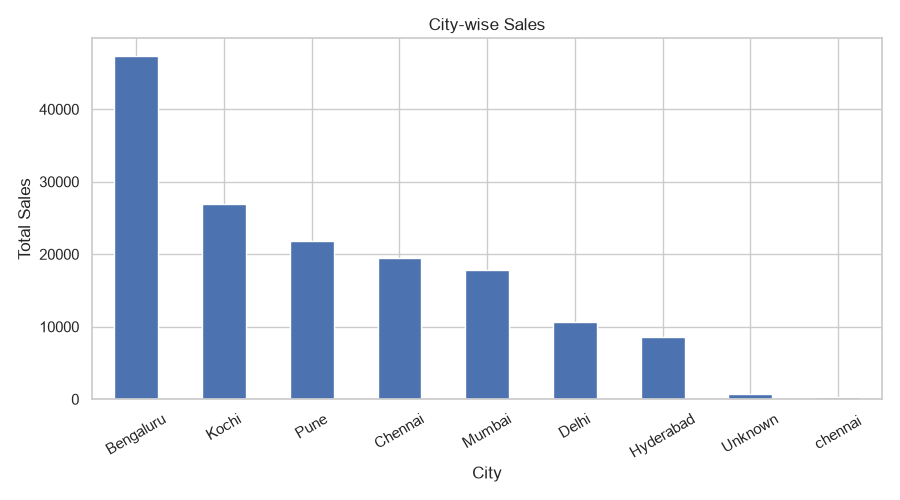 City-wise Sales
Total Sales
40000
30000
20000
10000
0
Bengaluru
Kochi
Pune
Chennai
Mumbai
Delhi
Hyderabad
Unknown
chennai
City